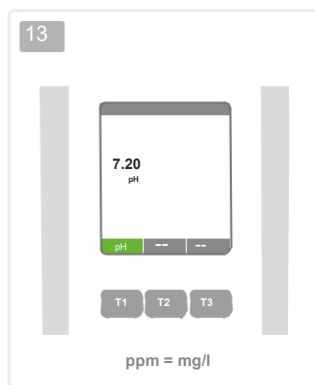 13
7.20
pH
pH -- --
T1 T2 T3
ppm = mg/l